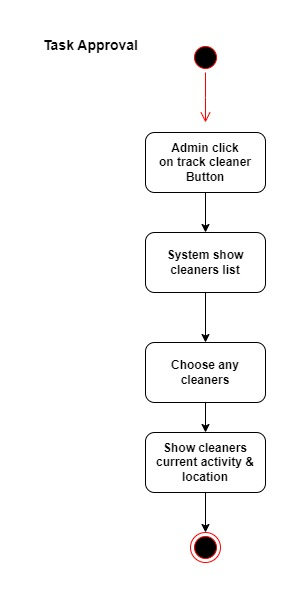 Task Approval
Admin click
on track cleaner
Button
System show
cleaners list
Choose any
cleaners
Show cleaners
current activity &
location